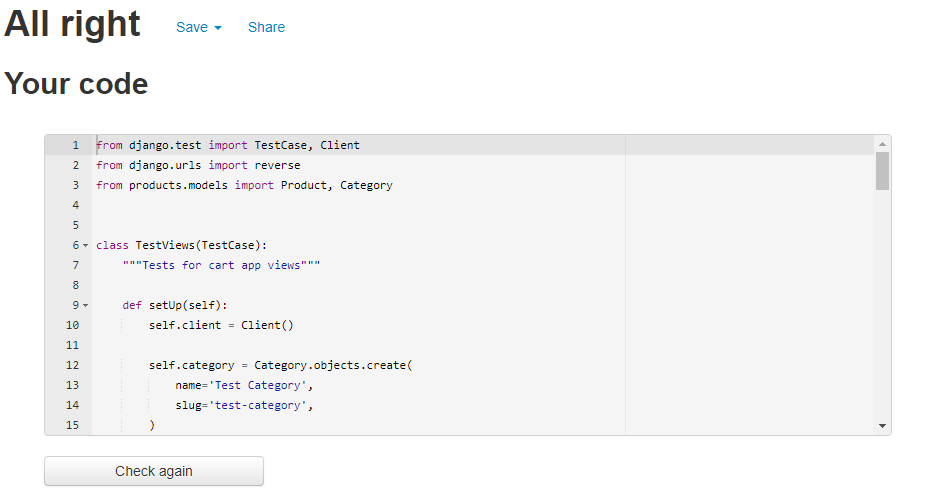 All right Save Share
Your code
1 from django.test import TestCase, Client
2 from django.urls import reverse
3 from products.models import Product, Category
4
5
6 class TestViews(TestCase):
7 """Tests for cart app views"""
8
9 def setUp(self):
10 self.client = Client()
11
12 self.category = Category.objects.create(
13 name='Test Category',
14 slug='test-category',
15 )
Check again